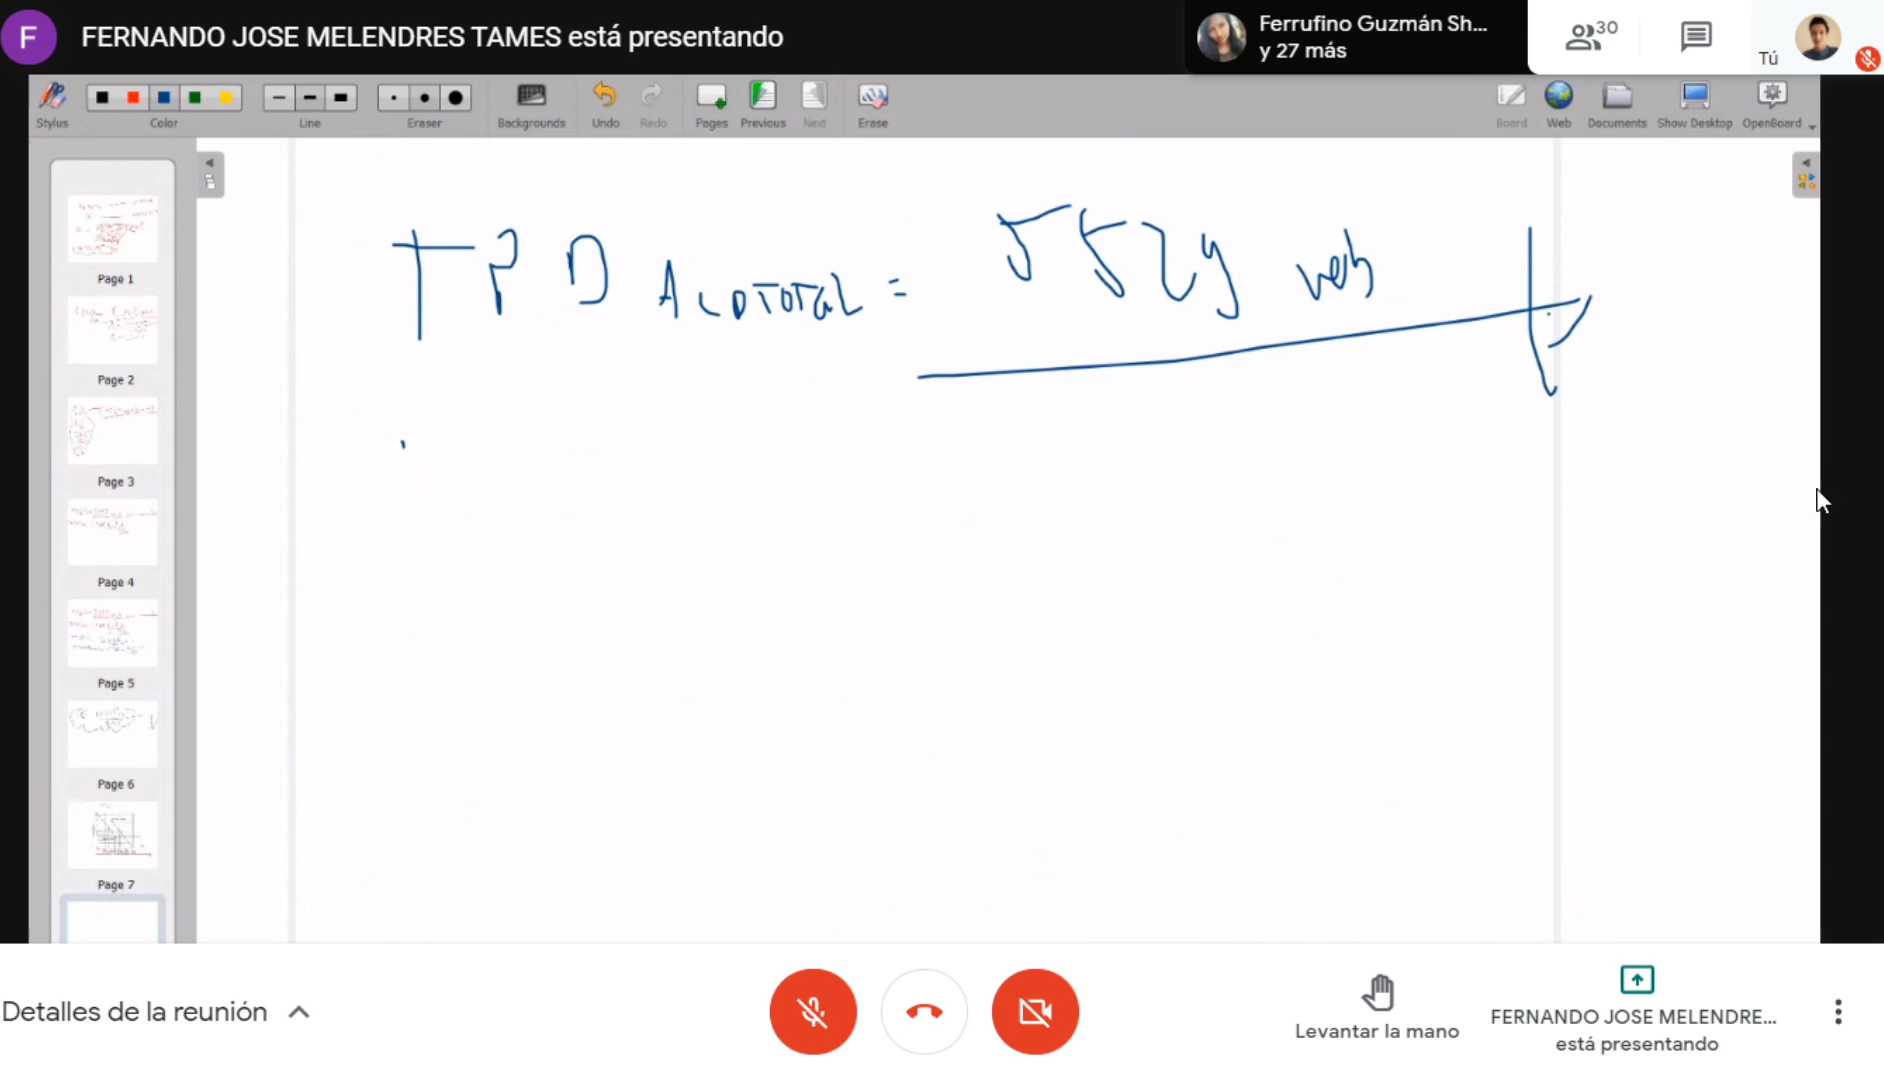 F FERNANDO JOSE MELENDRES TAMES está presentando
Ferrufino Guzmán Sh...
y 27 más
30
Tú
Stylus Color Line Eraser Backgrounds Undo Redo Pages Previous Next Erase Board Web Documents Show Desktop OpenBoard
TPD =
veh
Page 1
Page 2
Page 3
Page 4
Page 5
Page 6
Page 7
Detalles de la reunión
Levantar la mano
FERNANDO JOSE MELENDRE...
está presentando